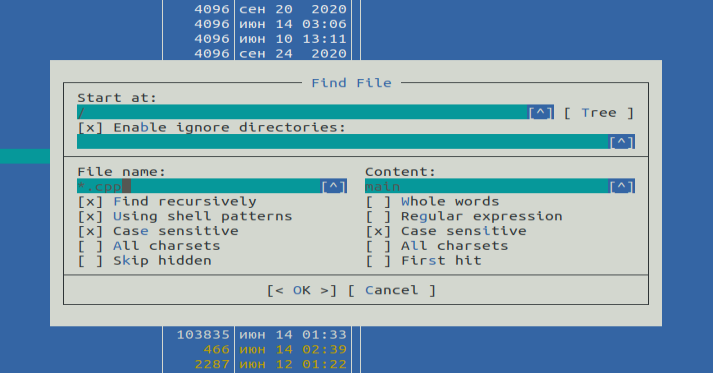 4096 сен 20 2020
4096 июн 14 03:06
4096 июн 10 13:11
4096 сен 24 2020
Find File
Start at:
/ [^] [ Tree ]
[x] Enable ignore directories:
[^]
File name:
*.cpp [^]
[x] Find recursively
[x] Using shell patterns
[x] Case sensitive
[ ] All charsets
[ ] Skip hidden
Content:
main [^]
[ ] Whole words
[ ] Regular expression
[x] Case sensitive
[ ] All charsets
[ ] First hit
[< OK >] [ Cancel ]
103835 июн 14 01:33
466 июн 14 02:39
2287 июн 12 01:22